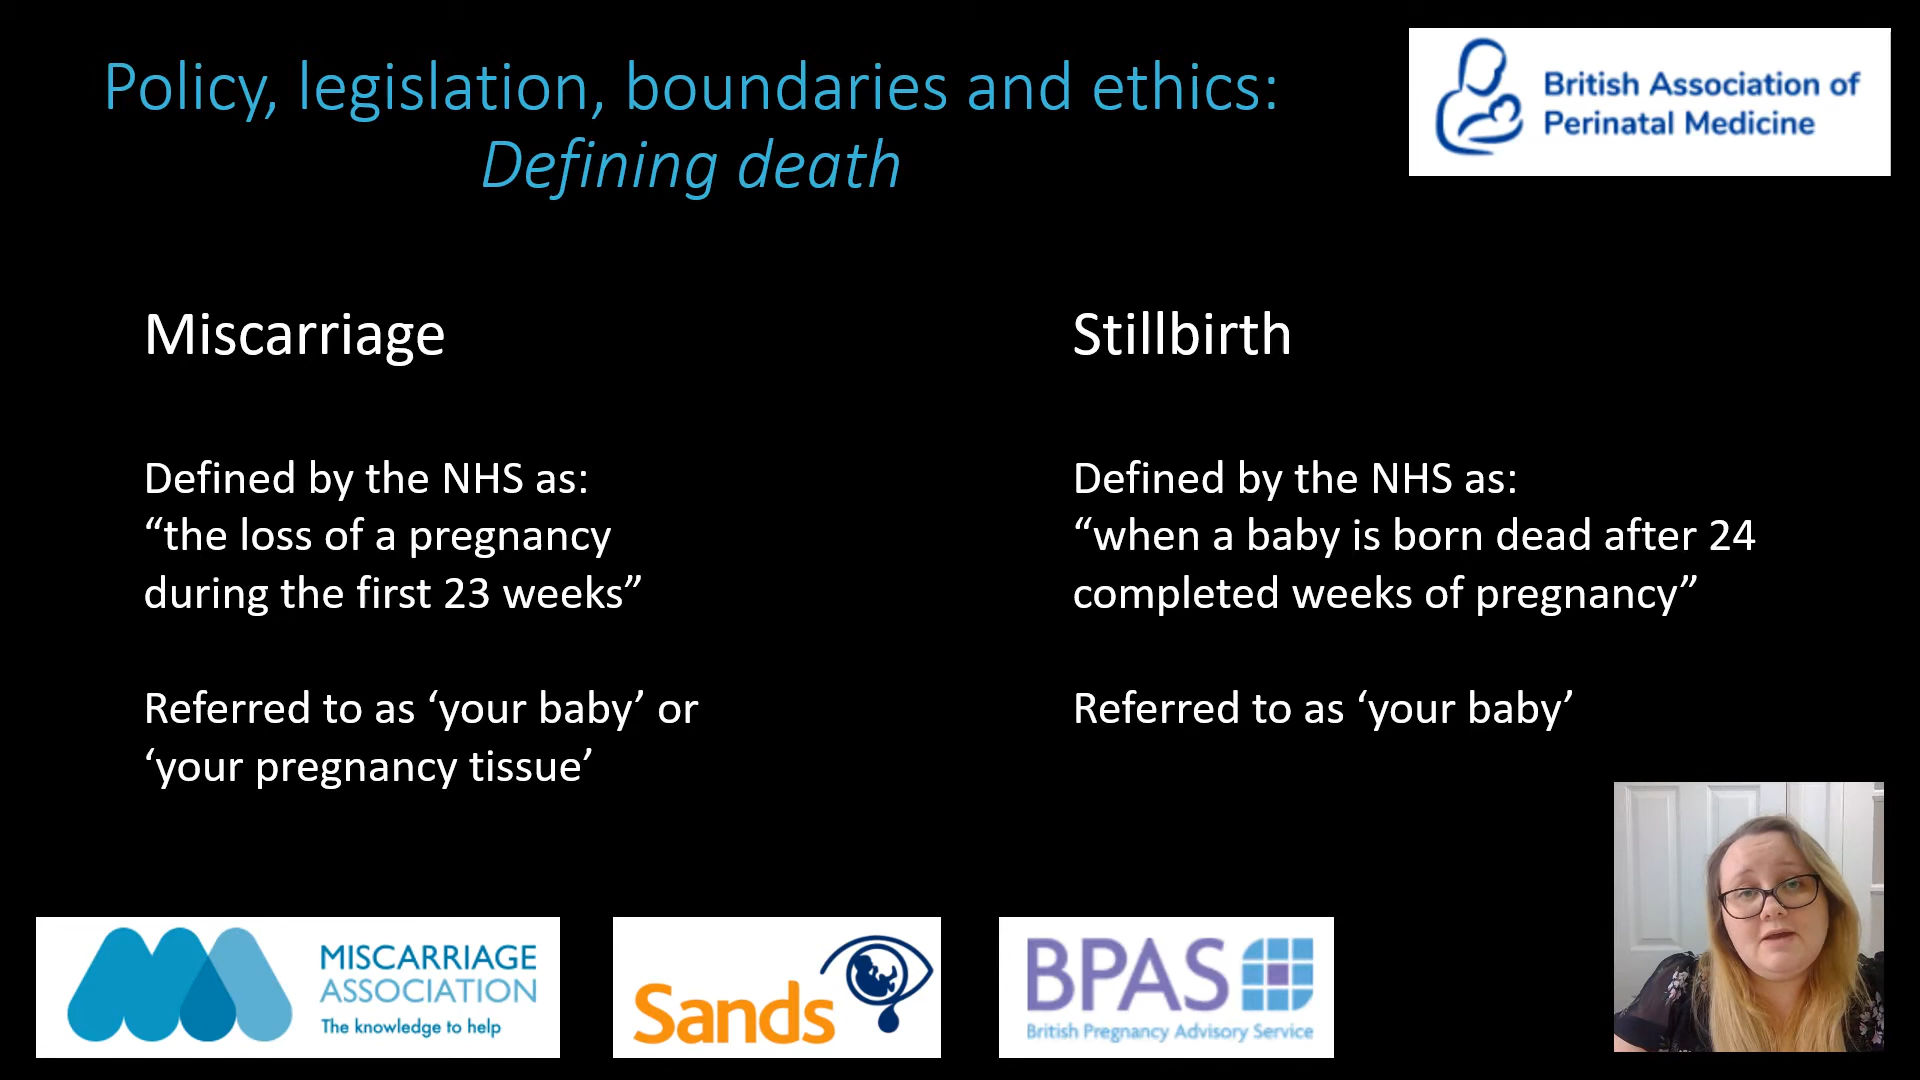 Policy, legislation, boundaries and ethics:
Defining death
British Association of
Perinatal Medicine
Miscarriage
Defined by the NHS as:
“the loss of a pregnancy
during the first 23 weeks”
Referred to as ‘your baby’ or
‘your pregnancy tissue’
Stillbirth
Defined by the NHS as:
“when a baby is born dead after 24
completed weeks of pregnancy”
Referred to as ‘your baby’
MISCARRIAGE
ASSOCIATION
The knowledge to help
Sands
BPAS
British Pregnancy Advisory Service